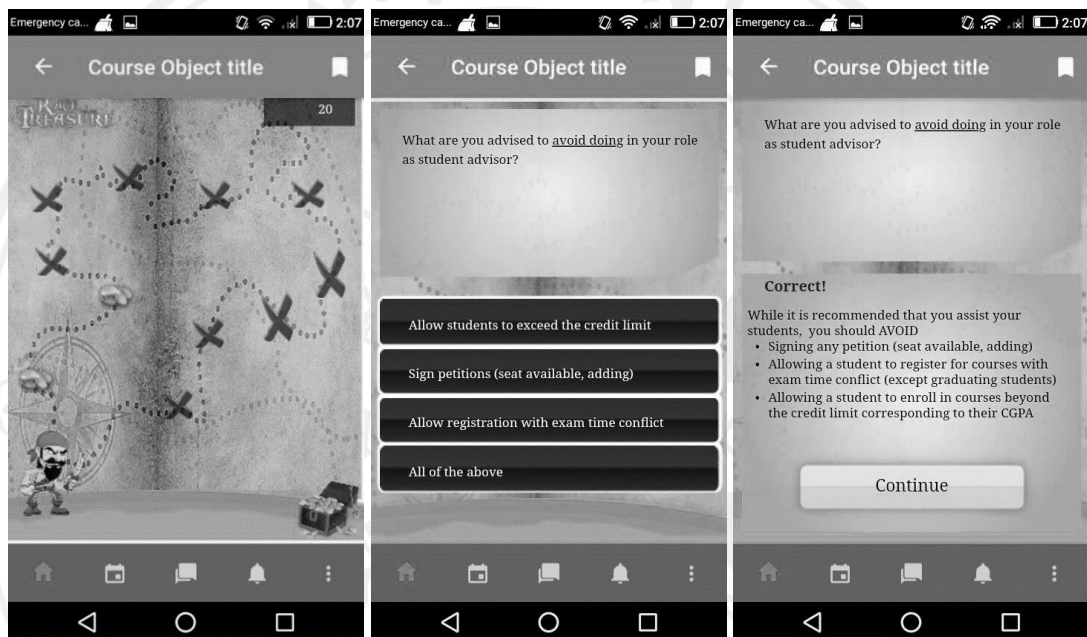 Emergency ca... 2:07
Course Object title
RACE
TREASURE
20
Emergency ca... 2:07
Course Object title
What are you advised to avoid doing in your role
as student advisor?
Allow students to exceed the credit limit
Sign petitions (seat available, adding)
Allow registration with exam time conflict
All of the above
Emergency ca... 2:07
Course Object title
What are you advised to avoid doing in your role
as student advisor?
Correct!
While it is recommended that you assist your
students, you should AVOID
• Signing any petition (seat available, adding)
• Allowing a student to register for courses with
exam time conflict (except graduating students)
• Allowing a student to enroll in courses beyond
the credit limit corresponding to their CGPA
Continue